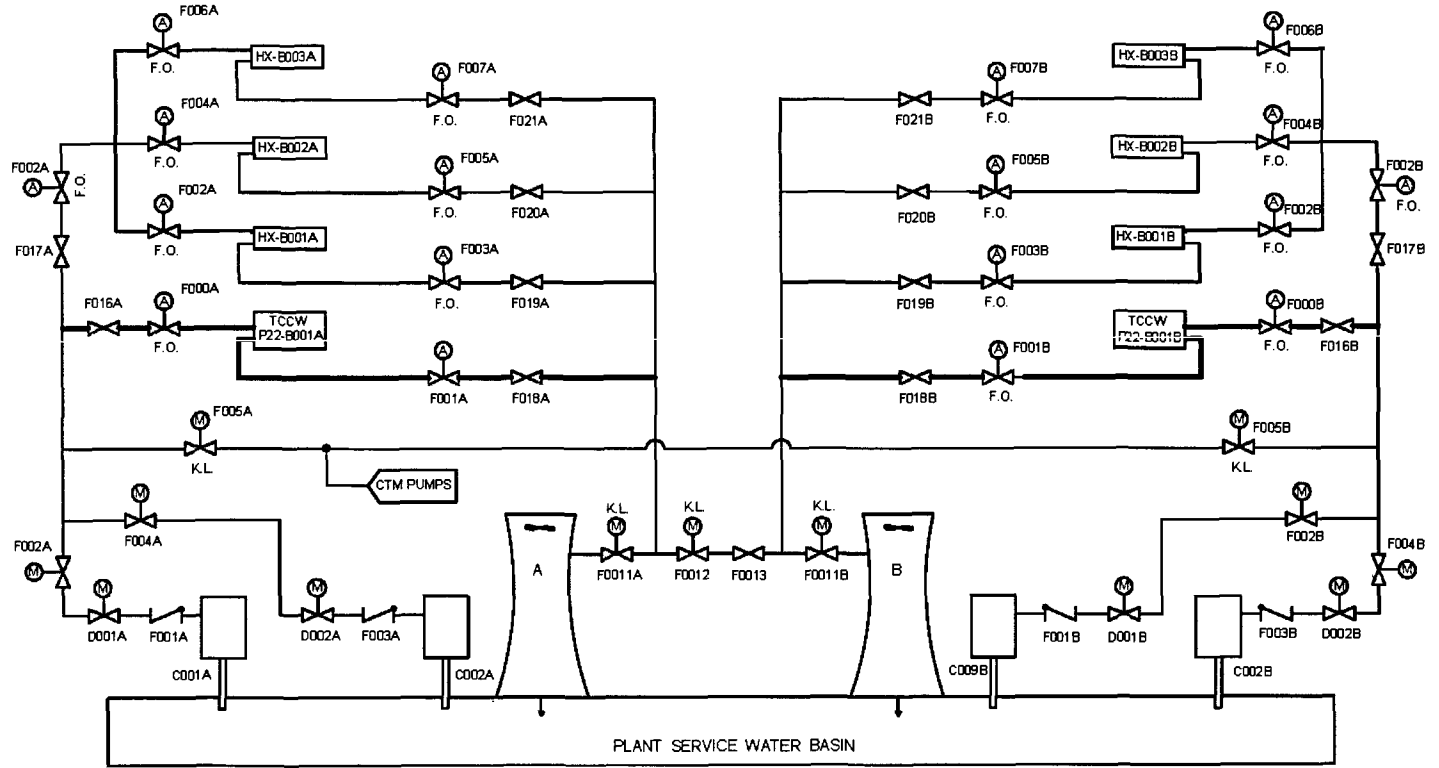 F006A
A
F.O.
HX-B003A
F007A
A
F.O.
F021A
F004A
A
F.O.
HX-B002A
F005A
A
F.O.
F020A
F002A
A
F.O.
F002A
A
F.O.
HX-B001A
F003A
A
F.O.
F019A
F017A
F016A
F000A
A
F.O.
TCCW
P22-B001A
A
F001A
F018A
F005A
M
K.L.
CTM PUMPS
M
F004A
F002A
M
M
D001A
F001A
C001A
M
D002A
F003A
C002A
A
K.L.
M
F0011A
K.L.
M
F0012
F0013
K.L.
M
F0011B
B
F006B
A
F.O.
HX-B003B
F007B
A
F.O.
F021B
F004B
A
F.O.
HX-B002B
F005B
A
F.O.
F020B
F002B
A
F.O.
F002B
A
F.O.
HX-B001B
F003B
A
F.O.
F019B
F017B
F000B
A
F.O.
F016B
TCCW
P22-B001B
F001B
A
F.O.
F018B
M
F005B
K.L.
M
F002B
F004B
M
M
F001B
D001B
C009B
M
F003B
D002B
C002B
PLANT SERVICE WATER BASIN